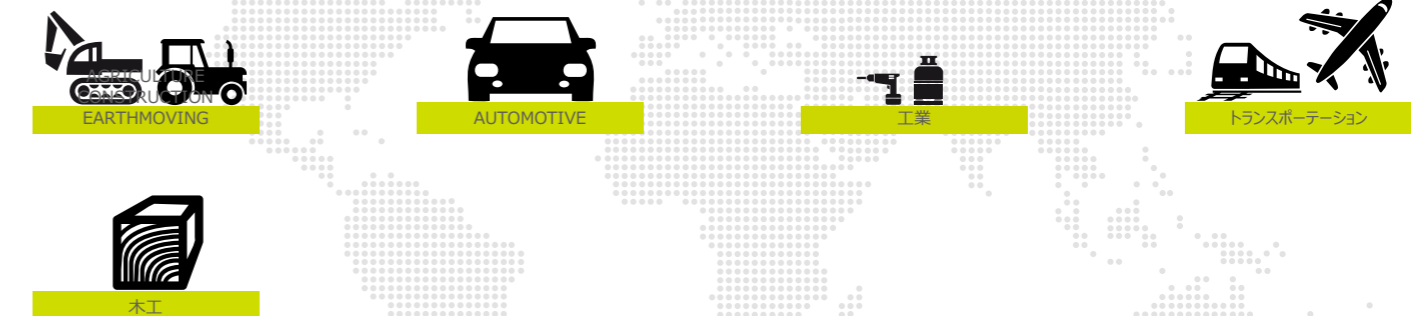 AGRICULTURE
CONSTRUCTION
EARTHMOVING
AUTOMOTIVE
工業
トランスポーテーション
木工